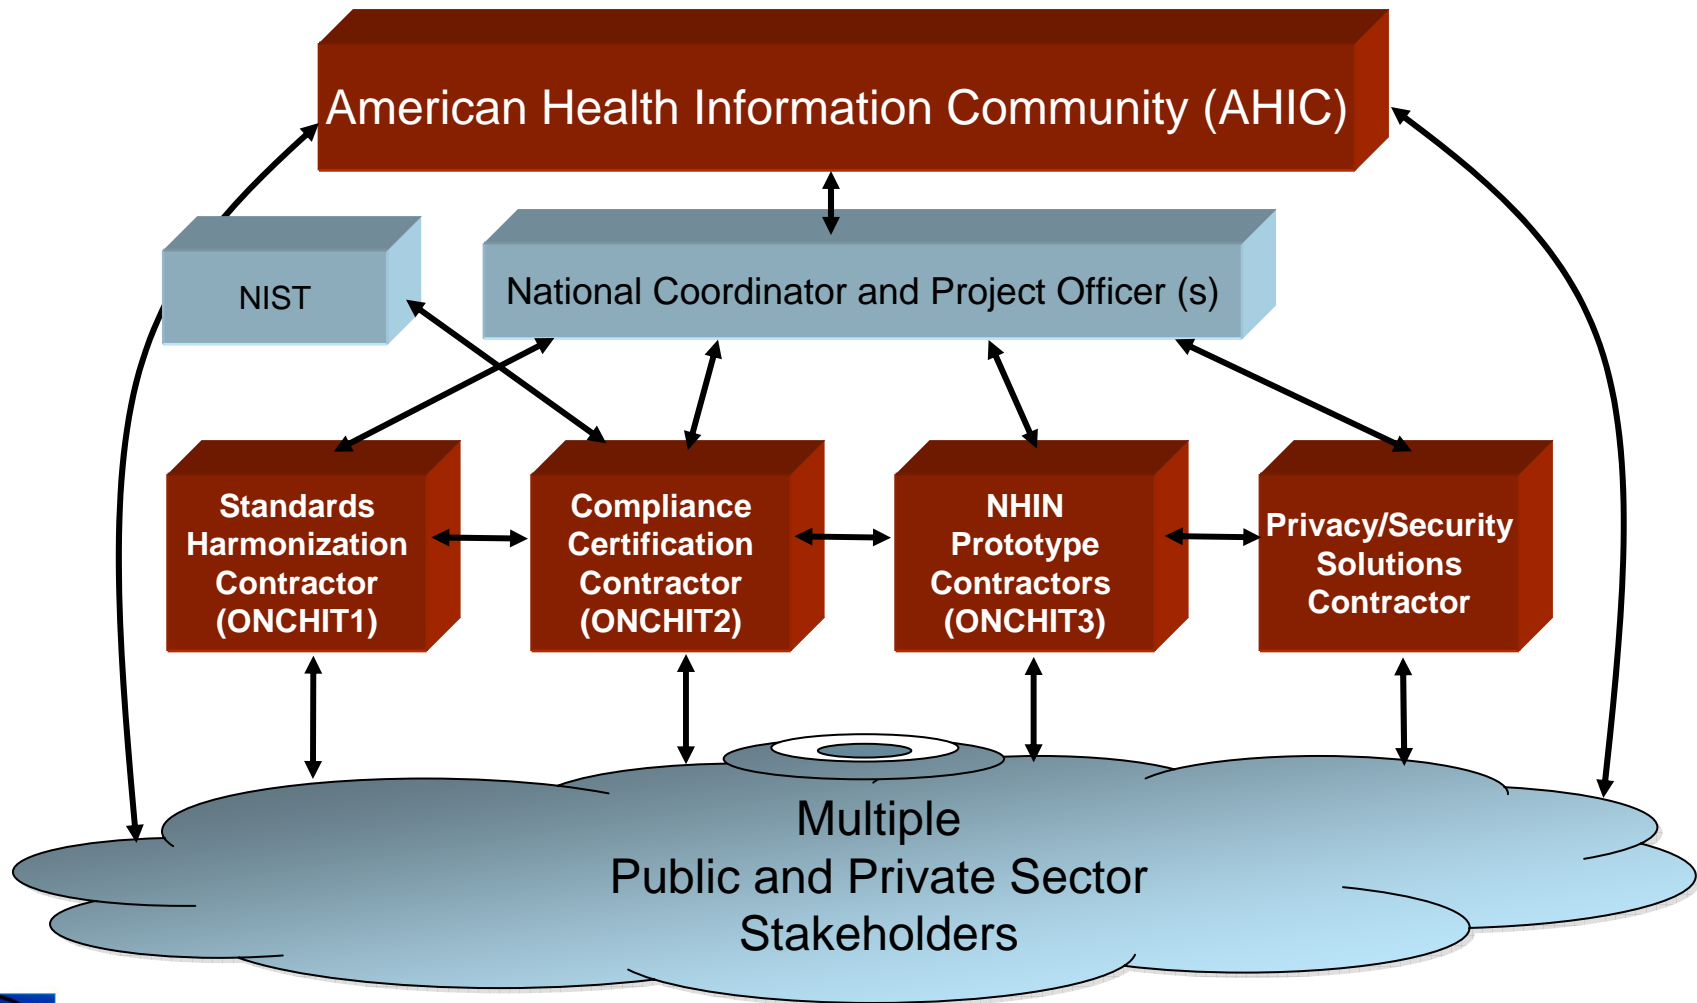 American Health Information Community (AHIC)
NIST
National Coordinator and Project Officer (s)
Standards
Harmonization
Contractor
(ONCHIT1)
Compliance
Certification
Contractor
(ONCHIT2)
NHIN
Prototype
Contractors
(ONCHIT3)
Privacy/Security
Solutions
Contractor
Multiple
Public and Private Sector
Stakeholders